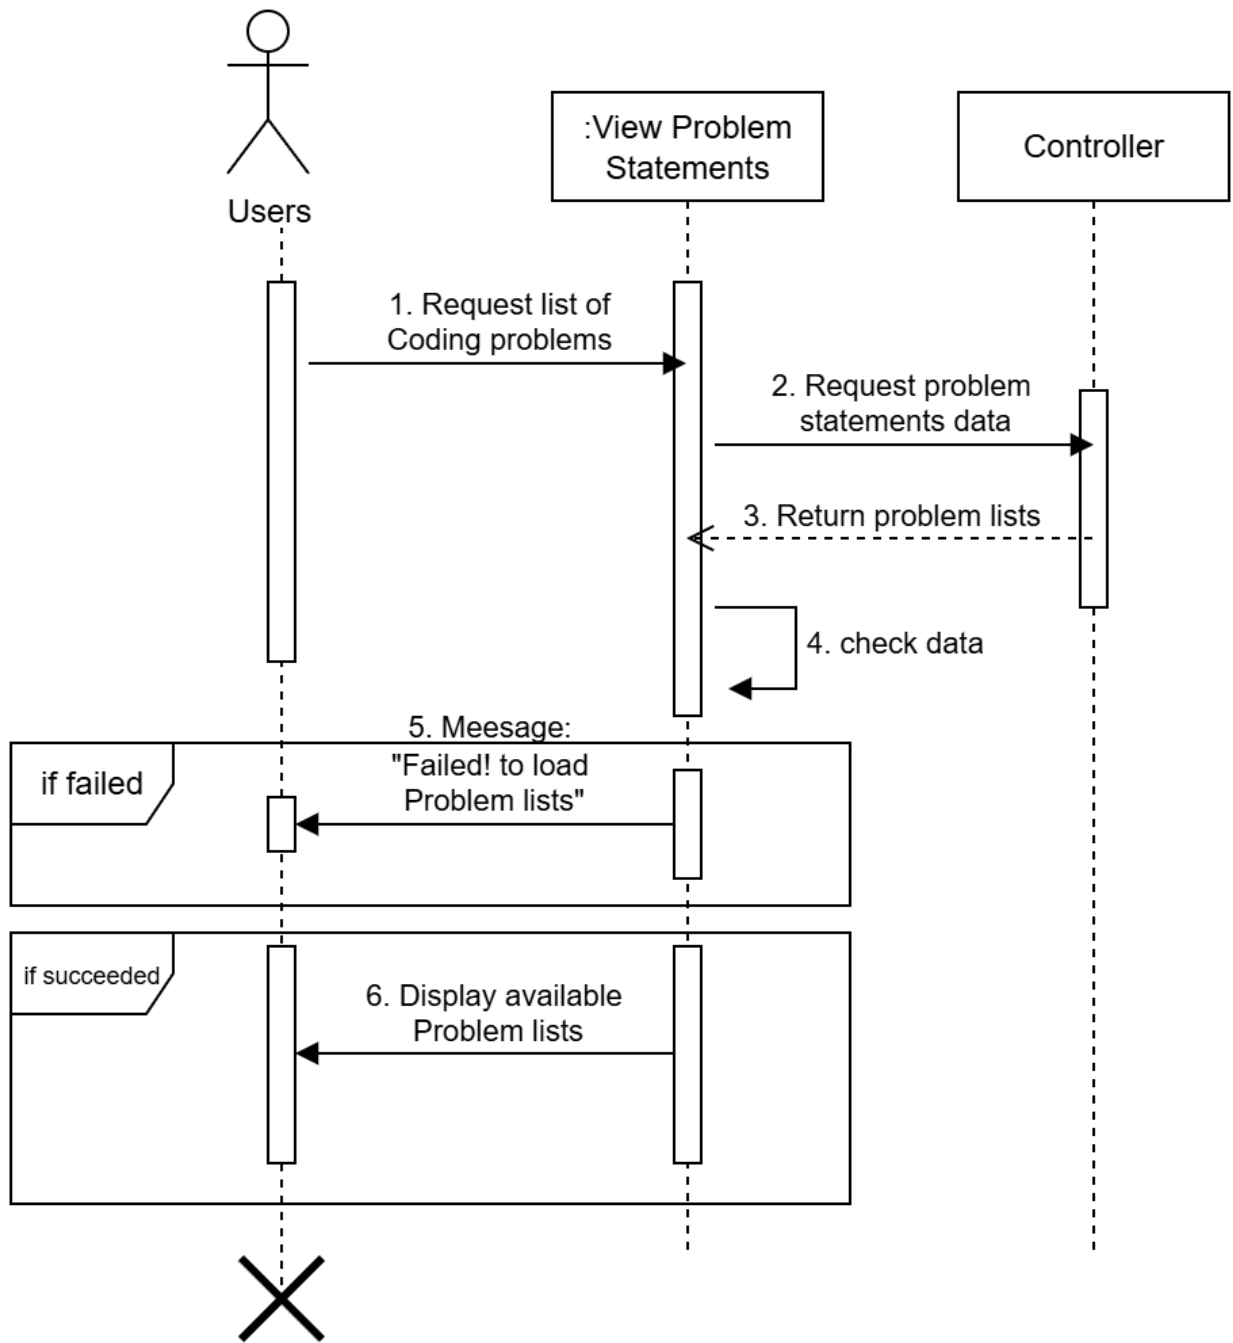 Users
:View Problem
Statements
Controller
1. Request list of
Coding problems
2. Request problem
statements data
3. Return problem lists
4. check data
5. Meesage:
"Failed! to load
Problem lists"
if failed
if succeeded
6. Display available
Problem lists